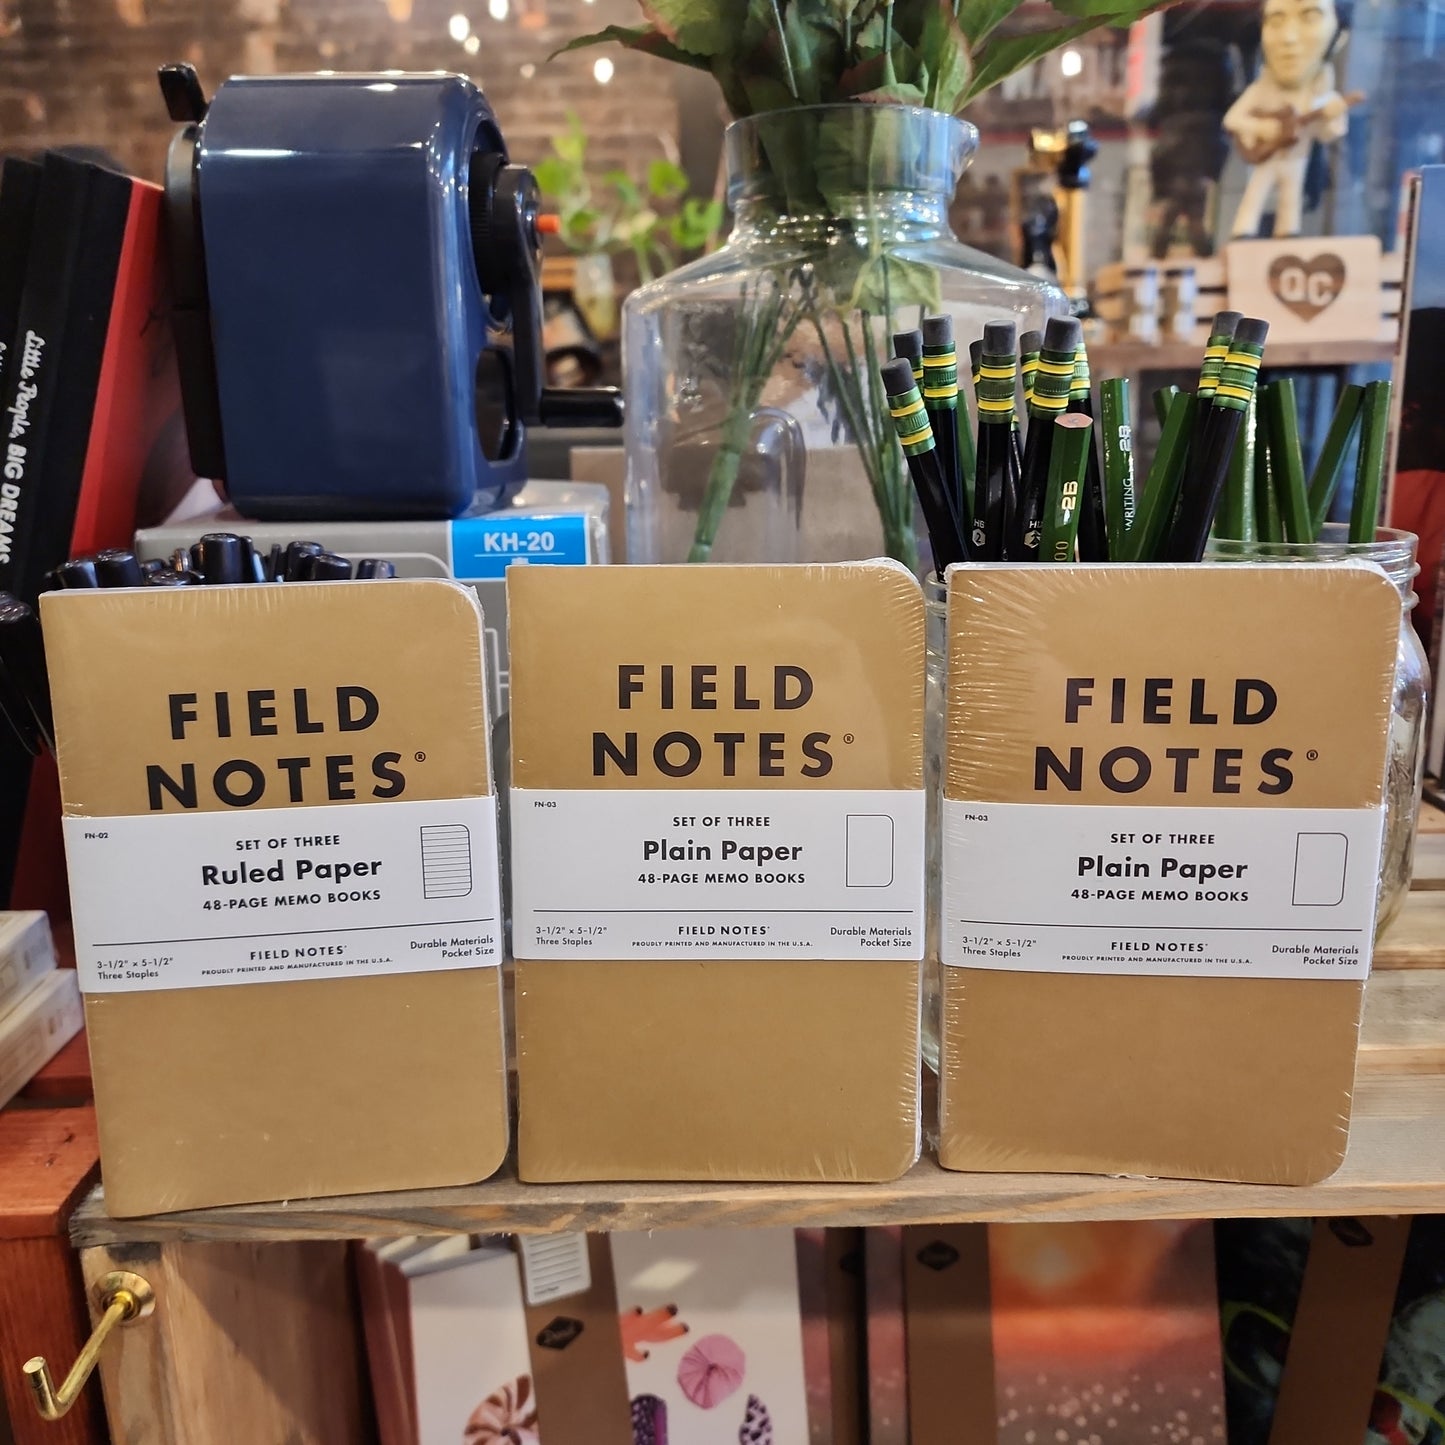 Little People, BIG DREAMS
KH-20
QC
HB
2
2B
2B
WRITING
FIELD
NOTES®
FN-02
SET OF THREE
Ruled Paper
48-PAGE MEMO BOOKS
3-1/2" × 5-1/2"
Three Staples
FIELD NOTES®
PROUDLY PRINTED AND MANUFACTURED IN THE U.S.A.
Durable Materials
Pocket Size
FIELD
NOTES®
FN-03
SET OF THREE
Plain Paper
48-PAGE MEMO BOOKS
3-1/2" × 5-1/2"
Three Staples
FIELD NOTES®
PROUDLY PRINTED AND MANUFACTURED IN THE U.S.A.
Durable Materials
Pocket Size
FIELD
NOTES®
FN-03
SET OF THREE
Plain Paper
48-PAGE MEMO BOOKS
3-1/2" × 5-1/2"
Three Staples
FIELD NOTES®
PROUDLY PRINTED AND MANUFACTURED IN THE U.S.A.
Durable Materials
Pocket Size